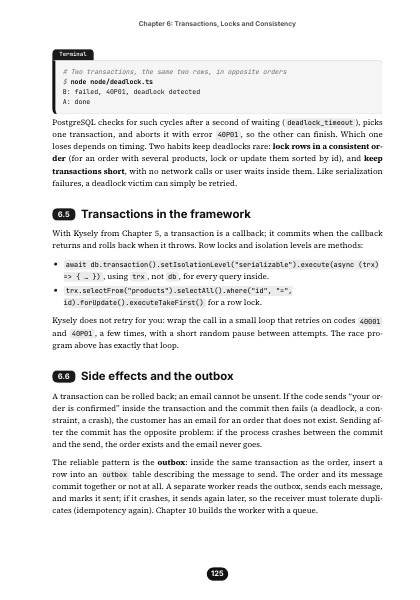 Chapter 6: Transactions, Locks and Consistency
Terminal
# Two transactions, the same two rows, in opposite orders
$ node node/deadlock.ts
B: failed, 40P01, deadlock detected
A: done
PostgreSQL checks for such cycles after a second of waiting ( deadlock_timeout ), picks
one transaction, and aborts it with error 40P01 , so the other can finish. Which one
loses depends on timing. Two habits keep deadlocks rare: lock rows in a consistent or-
der (for an order with several products, lock or update them sorted by id), and keep
transactions short, with no network calls or user waits inside them. Like serialization
failures, a deadlock victim can simply be retried.
6.5 Transactions in the framework
With Kysely from Chapter 5, a transaction is a callback; it commits when the callback
returns and rolls back when it throws. Row locks and isolation levels are methods:
• await db.transaction().setIsolationLevel("serializable").execute(async (trx)
=> { … }) , using trx , not db , for every query inside.
• trx.selectFrom("products").selectAll().where("id", "=",
id).forUpdate().executeTakeFirst() for a row lock.
Kysely does not retry for you: wrap the call in a small loop that retries on codes 40001
and 40P01 , a few times, with a short random pause between attempts. The race pro-
gram above has exactly that loop.
6.6 Side effects and the outbox
A transaction can be rolled back; an email cannot be unsent. If the code sends “your or-
der is confirmed” inside the transaction and the commit then fails (a deadlock, a con-
straint, a crash), the customer has an email for an order that does not exist. Sending af-
ter the commit has the opposite problem: if the process crashes between the commit
and the send, the order exists and the email never goes.
The reliable pattern is the outbox: inside the same transaction as the order, insert a
row into an outbox table describing the message to send. The order and its message
commit together or not at all. A separate worker reads the outbox, sends each message,
and marks it sent; if it crashes, it sends again later, so the receiver must tolerate dupli-
cates (idempotency again). Chapter 10 builds the worker with a queue.
125